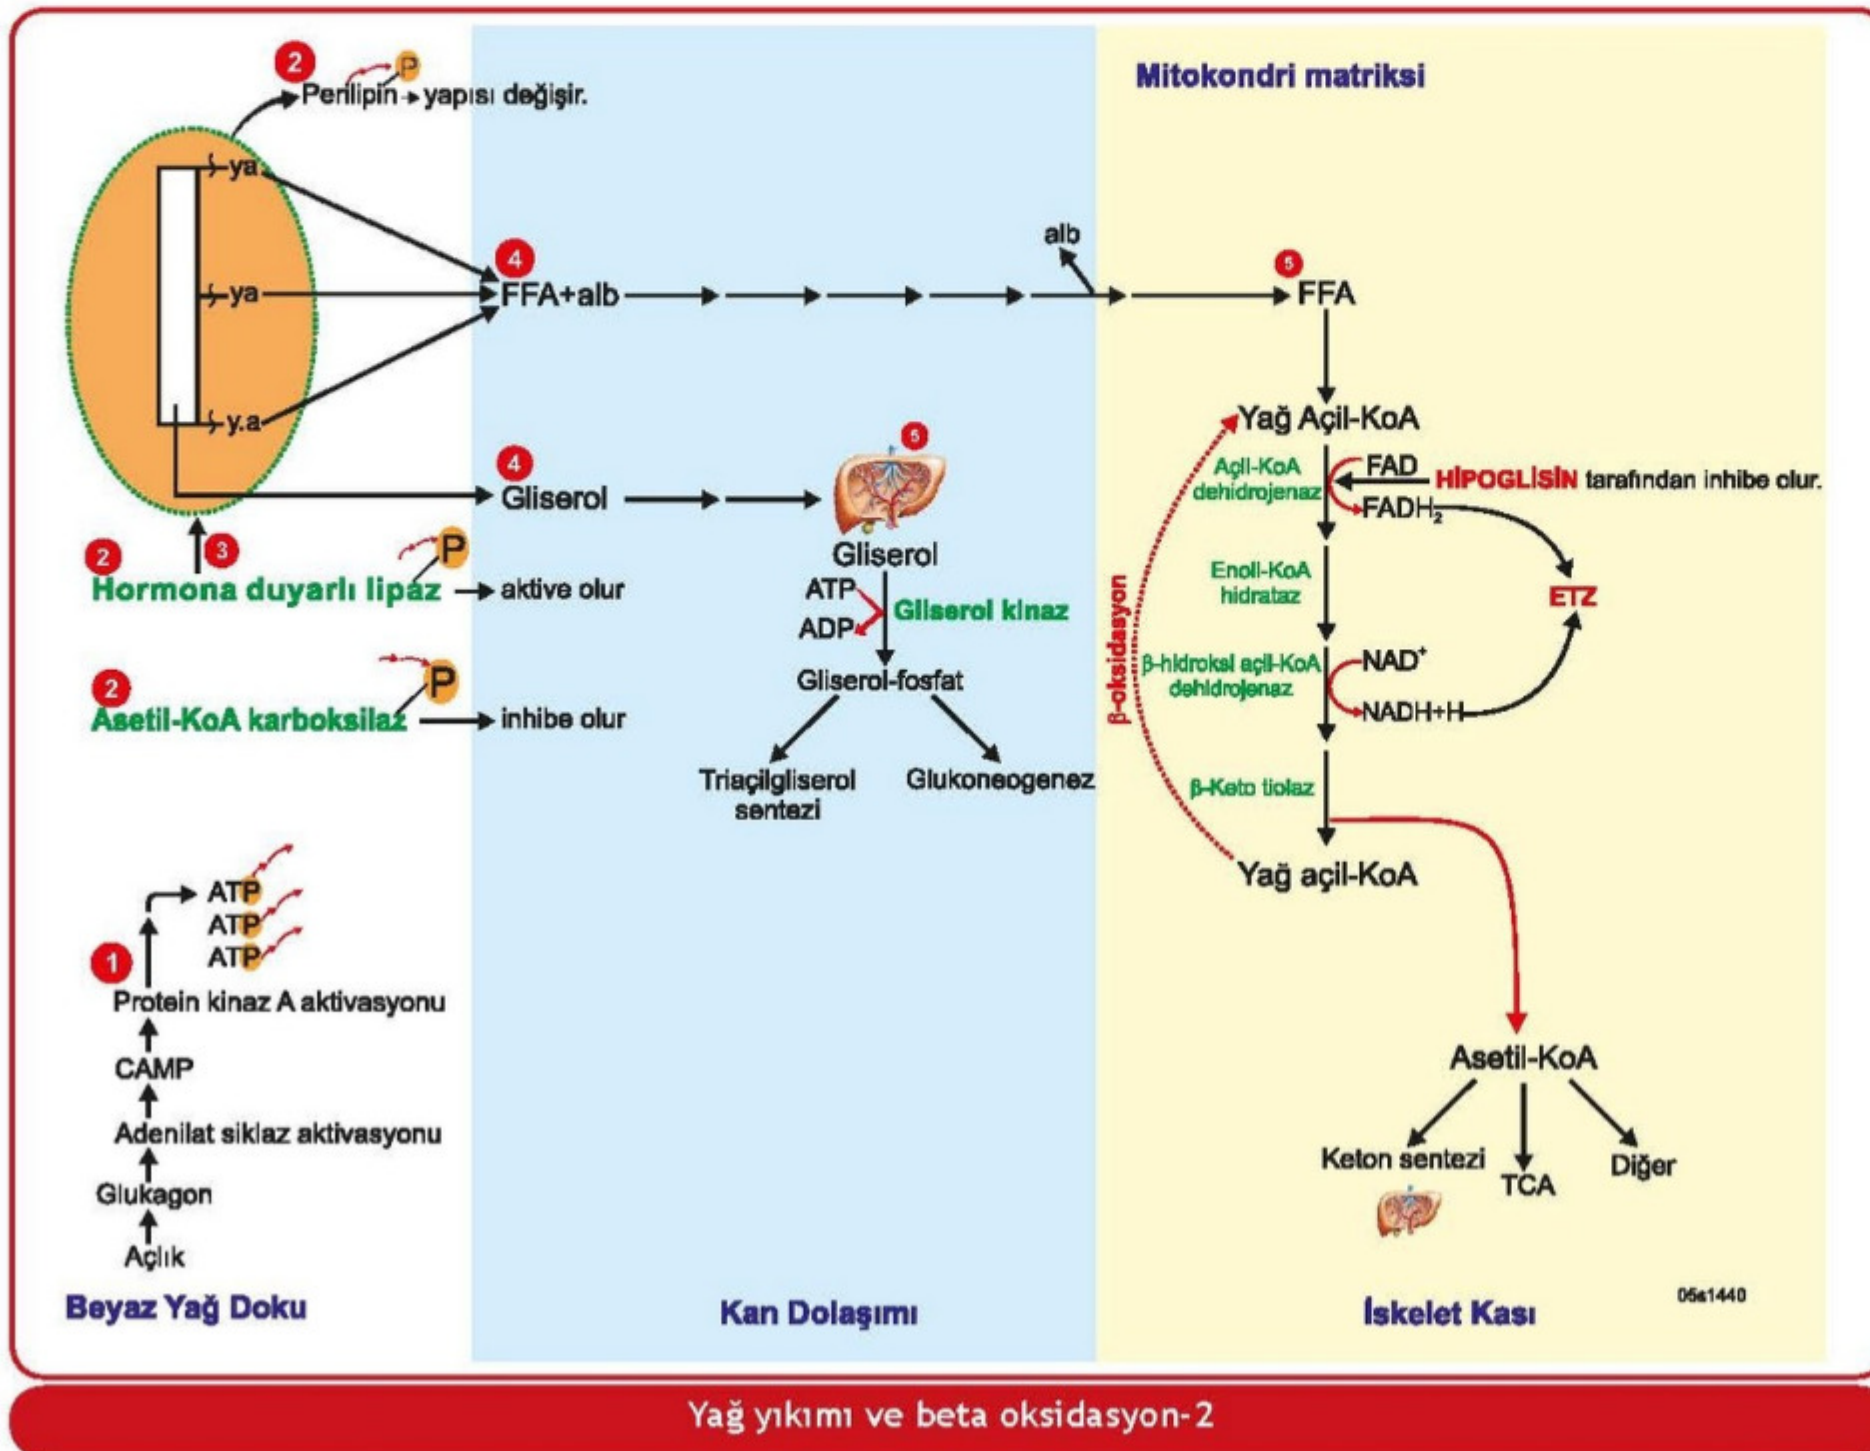 2
P
Perilipin → yapısı değişir.
ya
ya
y.a
2
3
P
Hormona duyarlı lipaz → aktive olur
2
P
Asetil-KoA karboksilaz → inhibe olur
ATP
ATP
ATP
1
Protein kinaz A aktivasyonu
CAMP
Adenilat siklaz aktivasyonu
Glukagon
Açlık
Beyaz Yağ Doku
4
FFA+alb
alb
4
Gliserol
5
Gliserol
ATP
ADP
Gliserol kinaz
Gliserol-fosfat
Triaçilgliserol
sentezi
Glukoneogenez
Kan Dolaşımı
Mitokondri matriksi
5
FFA
Yağ Açil-KoA
Açil-KoA
dehidrojenaz
FAD
HİPOGLİSİN tarafından inhibe olur.
FADH₂
Enoil-KoA
hidrataz
ETZ
β-oksidasyon
β-hidroksi açil-KoA
dehidrojenaz
NAD⁺
NADH+H
β-Keto tiolaz
Yağ açil-KoA
Asetil-KoA
Keton sentezi
TCA
Diğer
05s1440
İskelet Kası
Yağ yıkımı ve beta oksidasyon-2